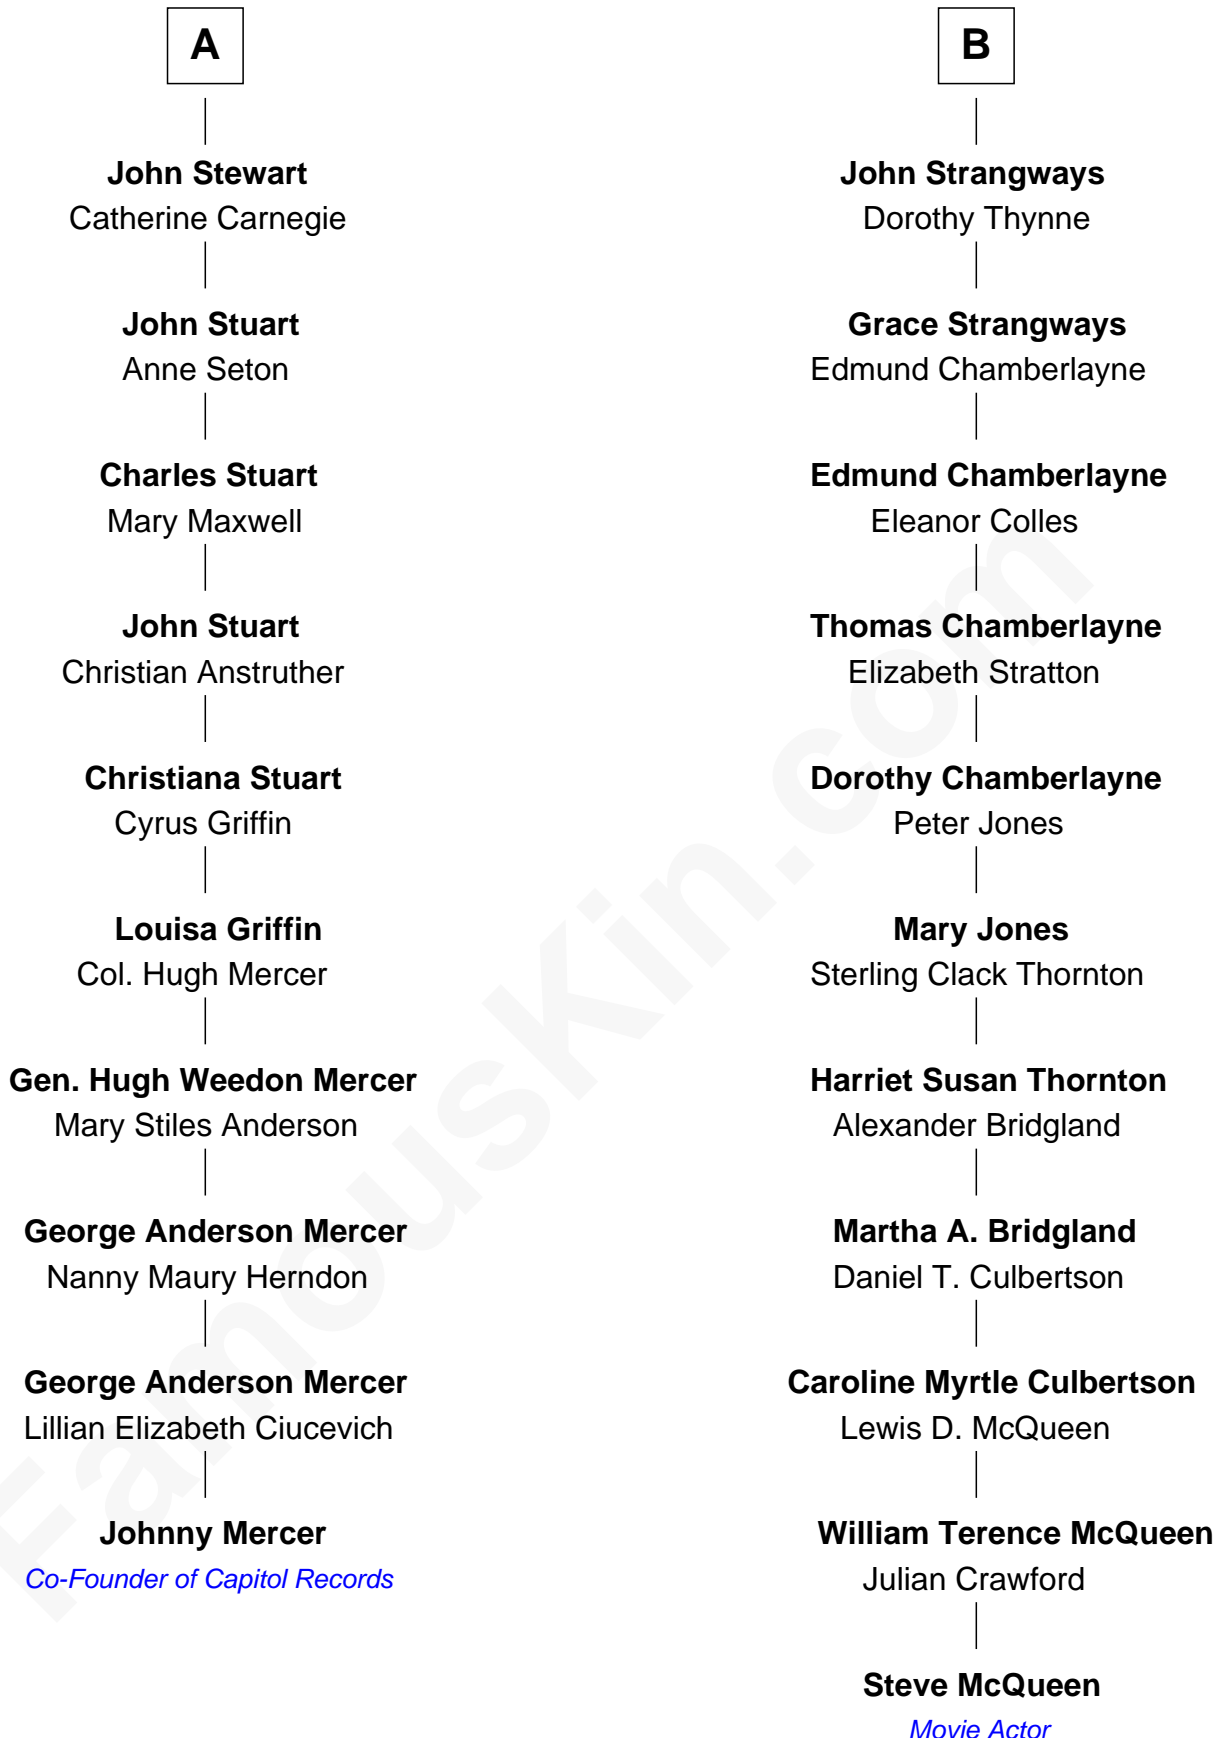 A
John Stewart
Catherine Carnegie
John Stuart
Anne Seton
Charles Stuart
Mary Maxwell
John Stuart
Christian Anstruther
Christiana Stuart
Cyrus Griffin
Louisa Griffin
Col. Hugh Mercer
Gen. Hugh Weedon Mercer
Mary Stiles Anderson
George Anderson Mercer
Nanny Maury Herndon
George Anderson Mercer
Lillian Elizabeth Ciucevich
Johnny Mercer
Co-Founder of Capitol Records
B
John Strangways
Dorothy Thynne
Grace Strangways
Edmund Chamberlayne
Edmund Chamberlayne
Eleanor Colles
Thomas Chamberlayne
Elizabeth Stratton
Dorothy Chamberlayne
Peter Jones
Mary Jones
Sterling Clack Thornton
Harriet Susan Thornton
Alexander Bridgland
Martha A. Bridgland
Daniel T. Culbertson
Caroline Myrtle Culbertson
Lewis D. McQueen
William Terence McQueen
Julian Crawford
Steve McQueen
Movie Actor
FamousKin.com